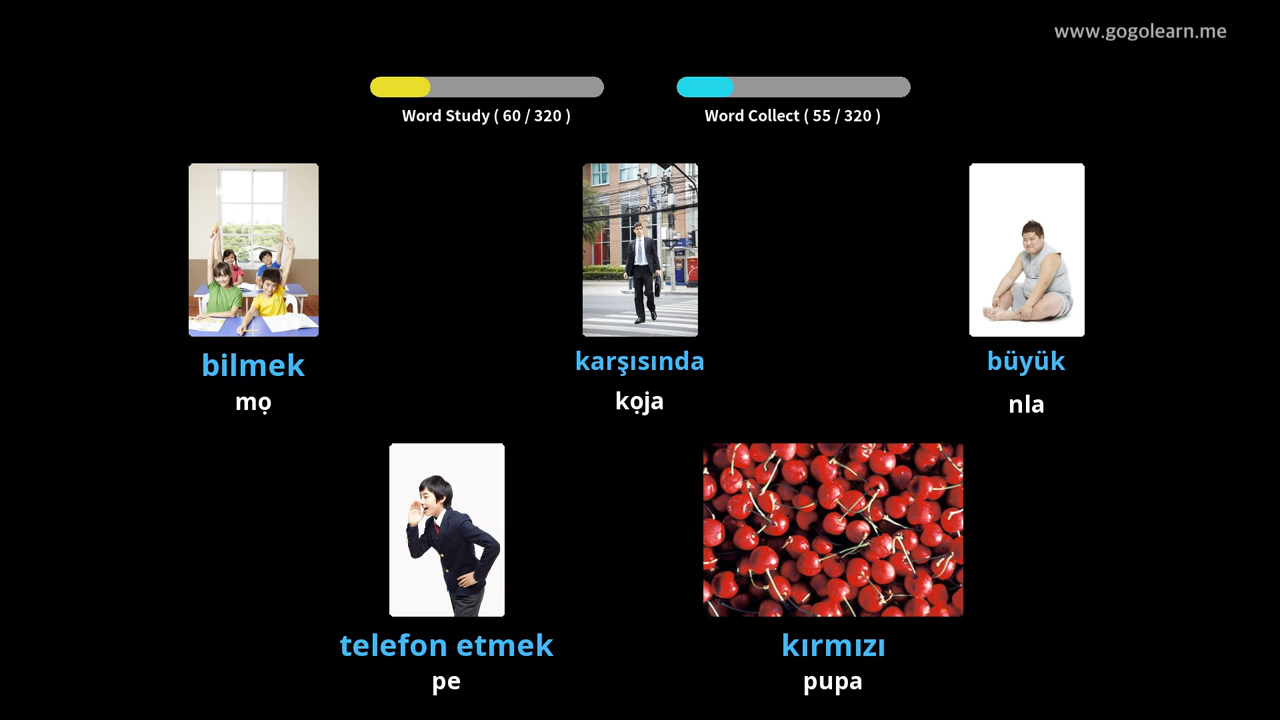 www.gogolearn.me
Word Study ( 60 / 320 )
Word Collect ( 55 / 320 )
bilmek
mọ
karşısında
kọja
büyük
nla
telefon etmek
pe
kırmızı
pupa